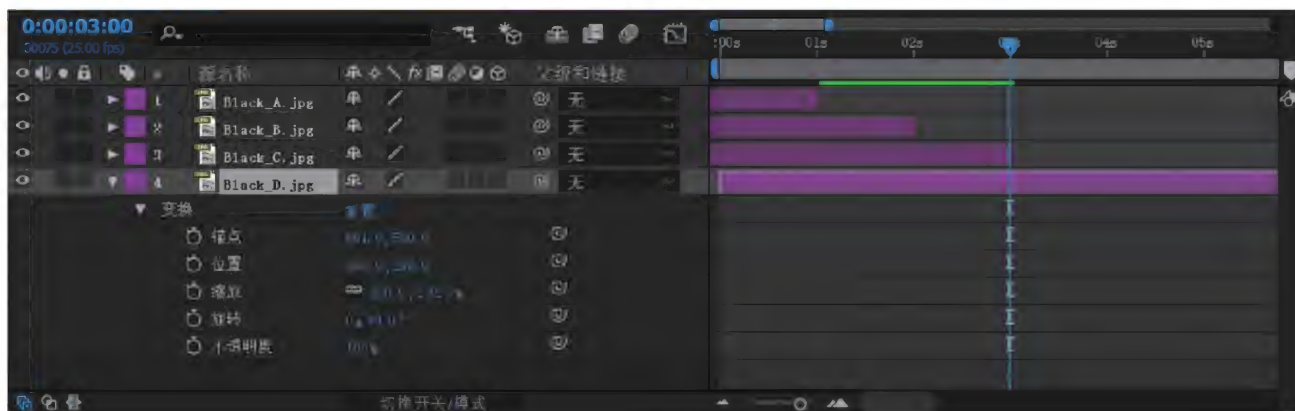 0:00:03:00
00075 (25.00 fps)
:00s 01s 02s 04s 05s
源名称 父级和链接
1 Black_A.jpg 无
2 Black_B.jpg 无
3 Black_C.jpg 无
4 Black_D.jpg 无
变换 重置
锚点
位置
缩放
旋转
不透明度
切换开关/模式